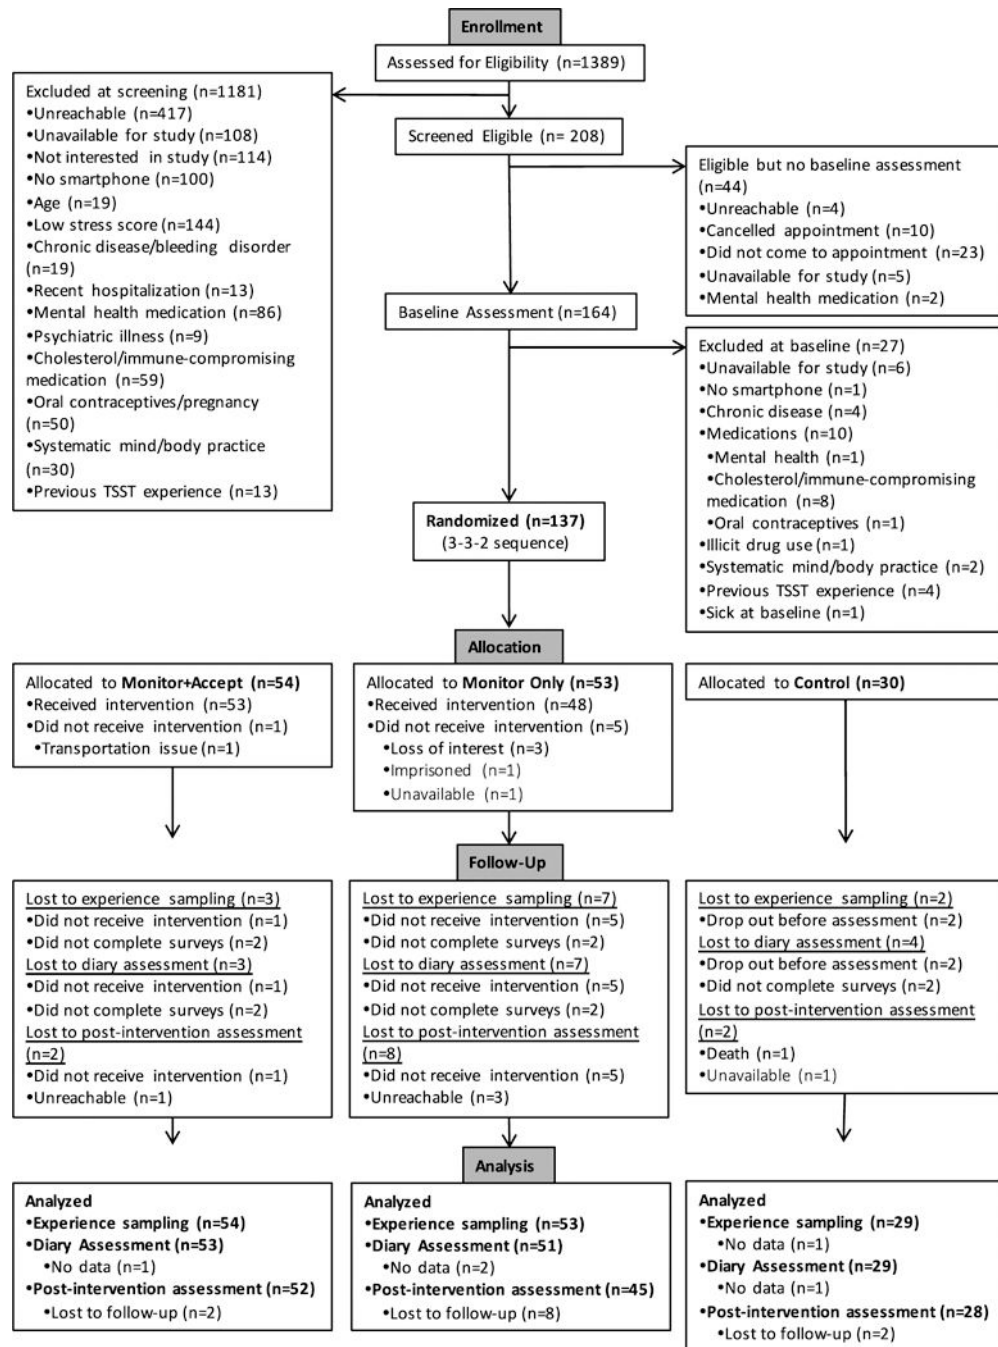 Enrollment
Assessed for Eligibility (n=1389)
Excluded at screening (n=1181)
•Unreachable (n=417)
•Unavailable for study (n=108)
•Not interested in study (n=114)
•No smartphone (n=100)
•Age (n=19)
•Low stress score (n=144)
•Chronic disease/bleeding disorder
(n=19)
•Recent hospitalization (n=13)
•Mental health medication (n=86)
•Psychiatric illness (n=9)
•Cholesterol/immune-compromising
medication (n=59)
•Oral contraceptives/pregnancy
(n=50)
•Systematic mind/body practice
(n=30)
•Previous TSST experience (n=13)
Screened Eligible (n= 208)
Eligible but no baseline assessment
(n=44)
•Unreachable (n=4)
•Cancelled appointment (n=10)
•Did not come to appointment (n=23)
•Unavailable for study (n=5)
•Mental health medication (n=2)
Baseline Assessment (n=164)
Excluded at baseline (n=27)
•Unavailable for study (n=6)
•No smartphone (n=1)
•Chronic disease (n=4)
•Medications (n=10)
•Mental health (n=1)
•Cholesterol/immune-compromising
medication (n=8)
•Oral contraceptives (n=1)
•Illicit drug use (n=1)
•Systematic mind/body practice (n=2)
•Previous TSST experience (n=4)
•Sick at baseline (n=1)
Randomized (n=137)
(3-3-2 sequence)
Allocation
Allocated to Monitor+Accept (n=54)
•Received intervention (n=53)
•Did not receive intervention (n=1)
•Transportation issue (n=1)
Allocated to Monitor Only (n=53)
•Received intervention (n=48)
•Did not receive intervention (n=5)
•Loss of interest (n=3)
•Imprisoned (n=1)
•Unavailable (n=1)
Allocated to Control (n=30)
Follow-Up
Lost to experience sampling (n=3)
•Did not receive intervention (n=1)
•Did not complete surveys (n=2)
Lost to diary assessment (n=3)
•Did not receive intervention (n=1)
•Did not complete surveys (n=2)
Lost to post-intervention assessment
(n=2)
•Did not receive intervention (n=1)
•Unreachable (n=1)
Lost to experience sampling (n=7)
•Did not receive intervention (n=5)
•Did not complete surveys (n=2)
Lost to diary assessment (n=7)
•Did not receive intervention (n=5)
•Did not complete surveys (n=2)
Lost to post-intervention assessment
(n=8)
•Did not receive intervention (n=5)
•Unreachable (n=3)
Lost to experience sampling (n=2)
•Drop out before assessment (n=2)
Lost to diary assessment (n=4)
•Drop out before assessment (n=2)
•Did not complete surveys (n=2)
Lost to post-intervention assessment
(n=2)
•Death (n=1)
•Unavailable (n=1)
Analysis
Analyzed
•Experience sampling (n=54)
•Diary Assessment (n=53)
•No data (n=1)
•Post-intervention assessment (n=52)
•Lost to follow-up (n=2)
Analyzed
•Experience sampling (n=53)
•Diary Assessment (n=51)
•No data (n=2)
•Post-intervention assessment (n=45)
•Lost to follow-up (n=8)
Analyzed
•Experience sampling (n=29)
•No data (n=1)
•Diary Assessment (n=29)
•No data (n=1)
•Post-intervention assessment (n=28)
•Lost to follow-up (n=2)